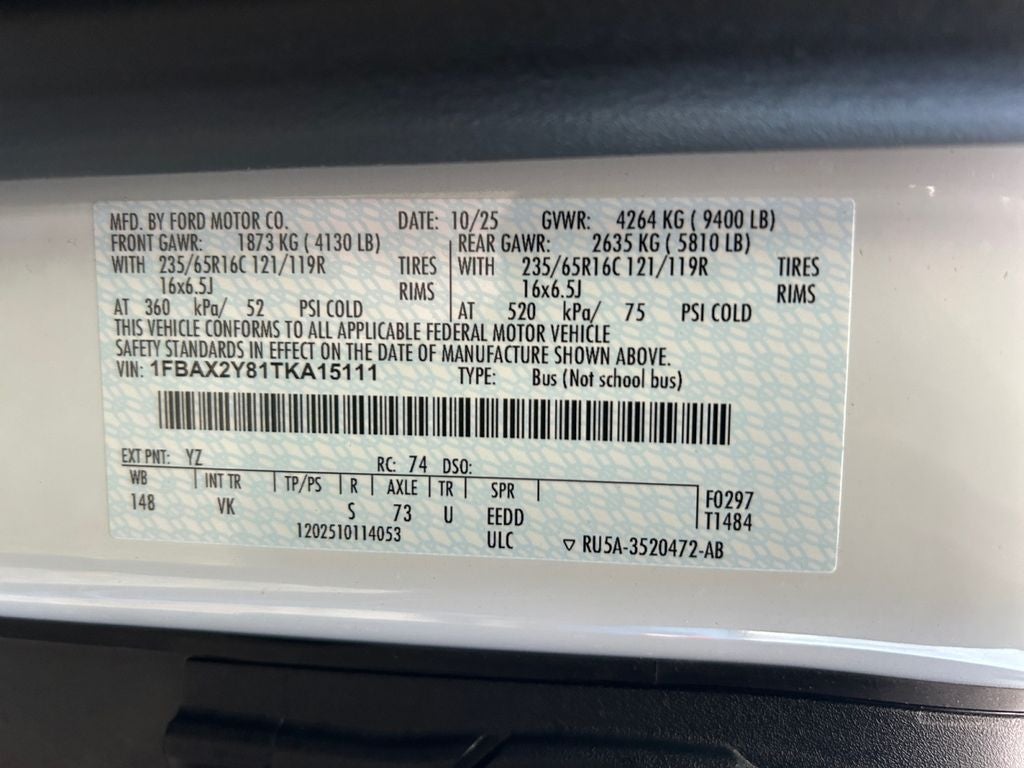 MFD. BY FORD MOTOR CO. DATE: 10/25 GVWR: 4264 KG ( 9400 LB)
FRONT GAWR: 1873 KG ( 4130 LB) REAR GAWR: 2635 KG ( 5810 LB)
WITH 235/65R16C 121/119R TIRES WITH 235/65R16C 121/119R TIRES
16x6.5J RIMS 16x6.5J RIMS
AT 360 kPa/ 52 PSI COLD AT 520 kPa/ 75 PSI COLD
THIS VEHICLE CONFORMS TO ALL APPLICABLE FEDERAL MOTOR VEHICLE
SAFETY STANDARDS IN EFFECT ON THE DATE OF MANUFACTURE SHOWN ABOVE.
VIN: 1FBAX2Y81TKA15111 TYPE: Bus (Not school bus)
EXT PNT: YZ RC: 74 DSO:
WB INT TR TP/PS R AXLE TR SPR F0297
148 VK S 73 U EEDD T1484
1202510114053 ULC ▽ RU5A-3520472-AB